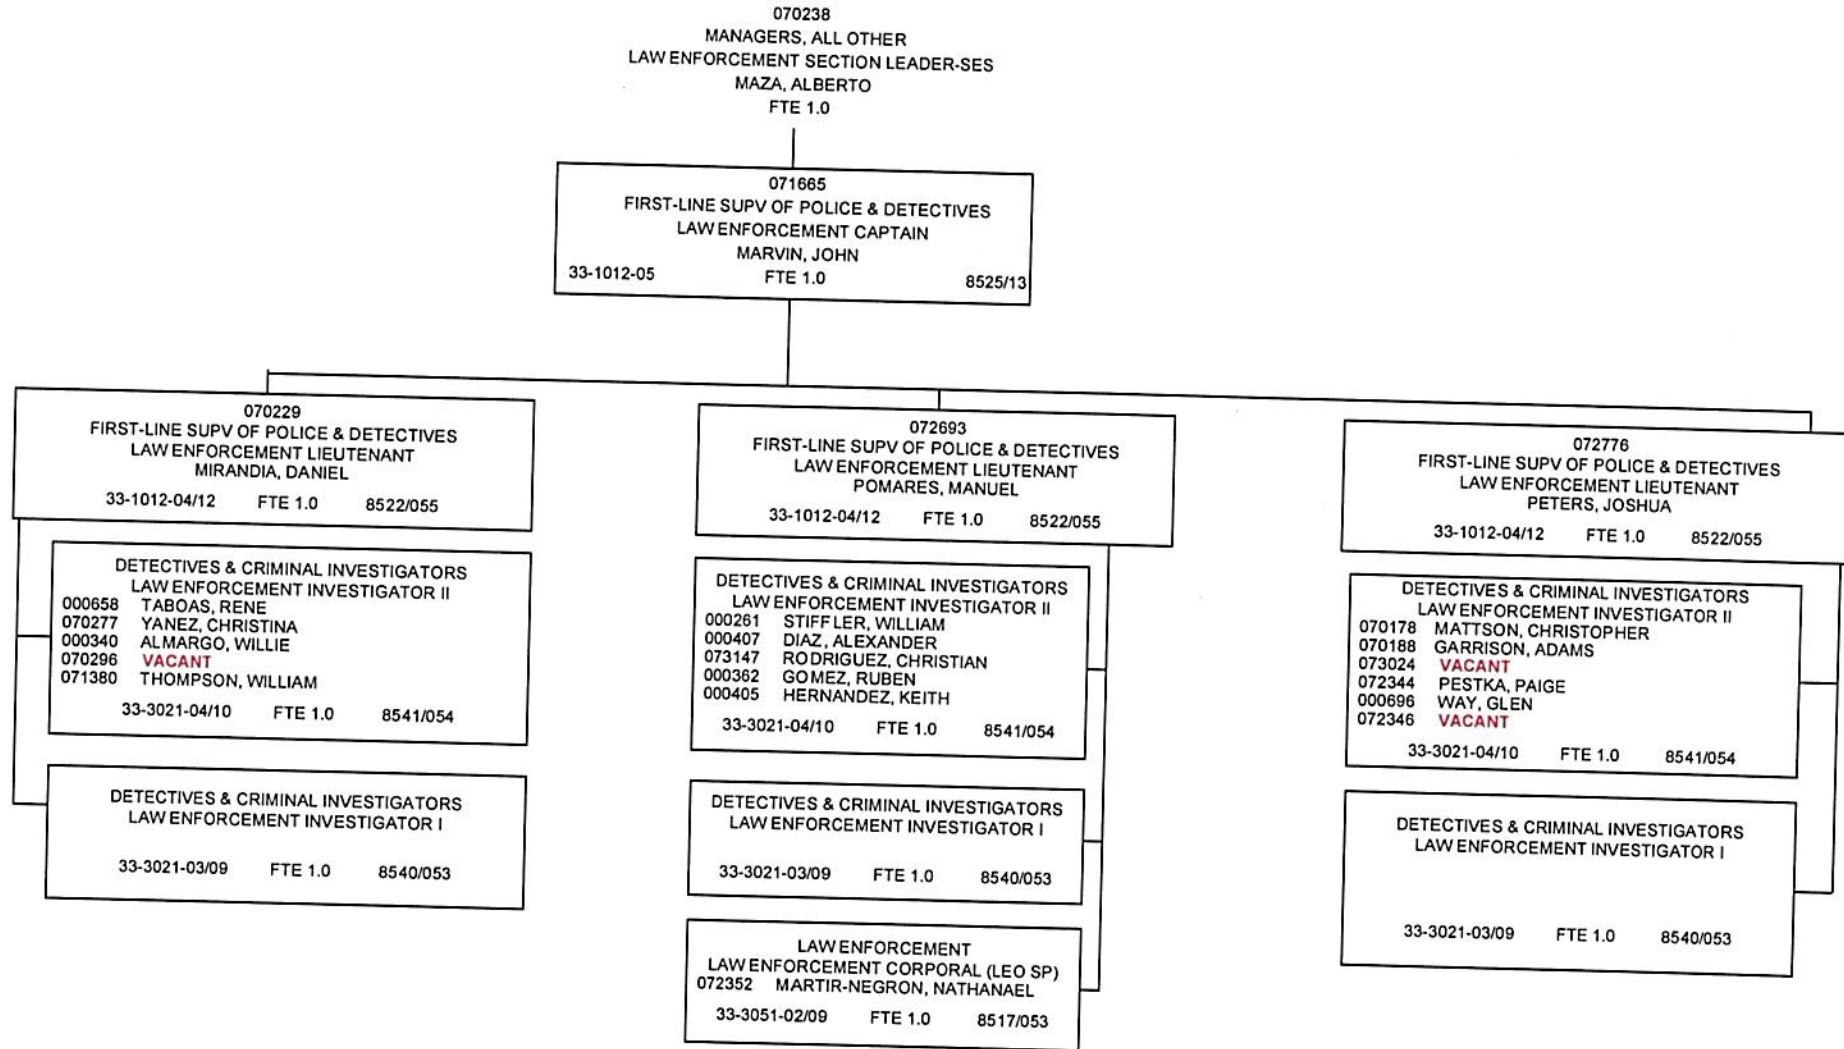 070238
MANAGERS, ALL OTHER
LAW ENFORCEMENT SECTION LEADER-SES
MAZA, ALBERTO
FTE 1.0
071665
FIRST-LINE SUPV OF POLICE & DETECTIVES
LAW ENFORCEMENT CAPTAIN
MARVIN, JOHN
33-1012-05 FTE 1.0 8525/13
070229
FIRST-LINE SUPV OF POLICE & DETECTIVES
LAW ENFORCEMENT LIEUTENANT
MIRANDIA, DANIEL
33-1012-04/12 FTE 1.0 8522/055
DETECTIVES & CRIMINAL INVESTIGATORS
LAW ENFORCEMENT INVESTIGATOR II
000658 TABOAS, RENE
070277 YANEZ, CHRISTINA
000340 ALMARGO, WILLIE
070296 VACANT
071380 THOMPSON, WILLIAM
33-3021-04/10 FTE 1.0 8541/054
DETECTIVES & CRIMINAL INVESTIGATORS
LAW ENFORCEMENT INVESTIGATOR I
33-3021-03/09 FTE 1.0 8540/053
072693
FIRST-LINE SUPV OF POLICE & DETECTIVES
LAW ENFORCEMENT LIEUTENANT
POMARES, MANUEL
33-1012-04/12 FTE 1.0 8522/055
DETECTIVES & CRIMINAL INVESTIGATORS
LAW ENFORCEMENT INVESTIGATOR II
000261 STIFFLER, WILLIAM
000407 DIAZ, ALEXANDER
073147 RODRIGUEZ, CHRISTIAN
000362 GOMEZ, RUBEN
000405 HERNANDEZ, KEITH
33-3021-04/10 FTE 1.0 8541/054
DETECTIVES & CRIMINAL INVESTIGATORS
LAW ENFORCEMENT INVESTIGATOR I
33-3021-03/09 FTE 1.0 8540/053
LAW ENFORCEMENT
LAW ENFORCEMENT CORPORAL (LEO SP)
072352 MARTIR-NEGRON, NATHANAEL
33-3051-02/09 FTE 1.0 8517/053
072776
FIRST-LINE SUPV OF POLICE & DETECTIVES
LAW ENFORCEMENT LIEUTENANT
PETERS, JOSHUA
33-1012-04/12 FTE 1.0 8522/055
DETECTIVES & CRIMINAL INVESTIGATORS
LAW ENFORCEMENT INVESTIGATOR II
070178 MATTSON, CHRISTOPHER
070188 GARRISON, ADAMS
073024 VACANT
072344 PESTKA, PAIGE
000696 WAY, GLEN
072346 VACANT
33-3021-04/10 FTE 1.0 8541/054
DETECTIVES & CRIMINAL INVESTIGATORS
LAW ENFORCEMENT INVESTIGATOR I
33-3021-03/09 FTE 1.0 8540/053